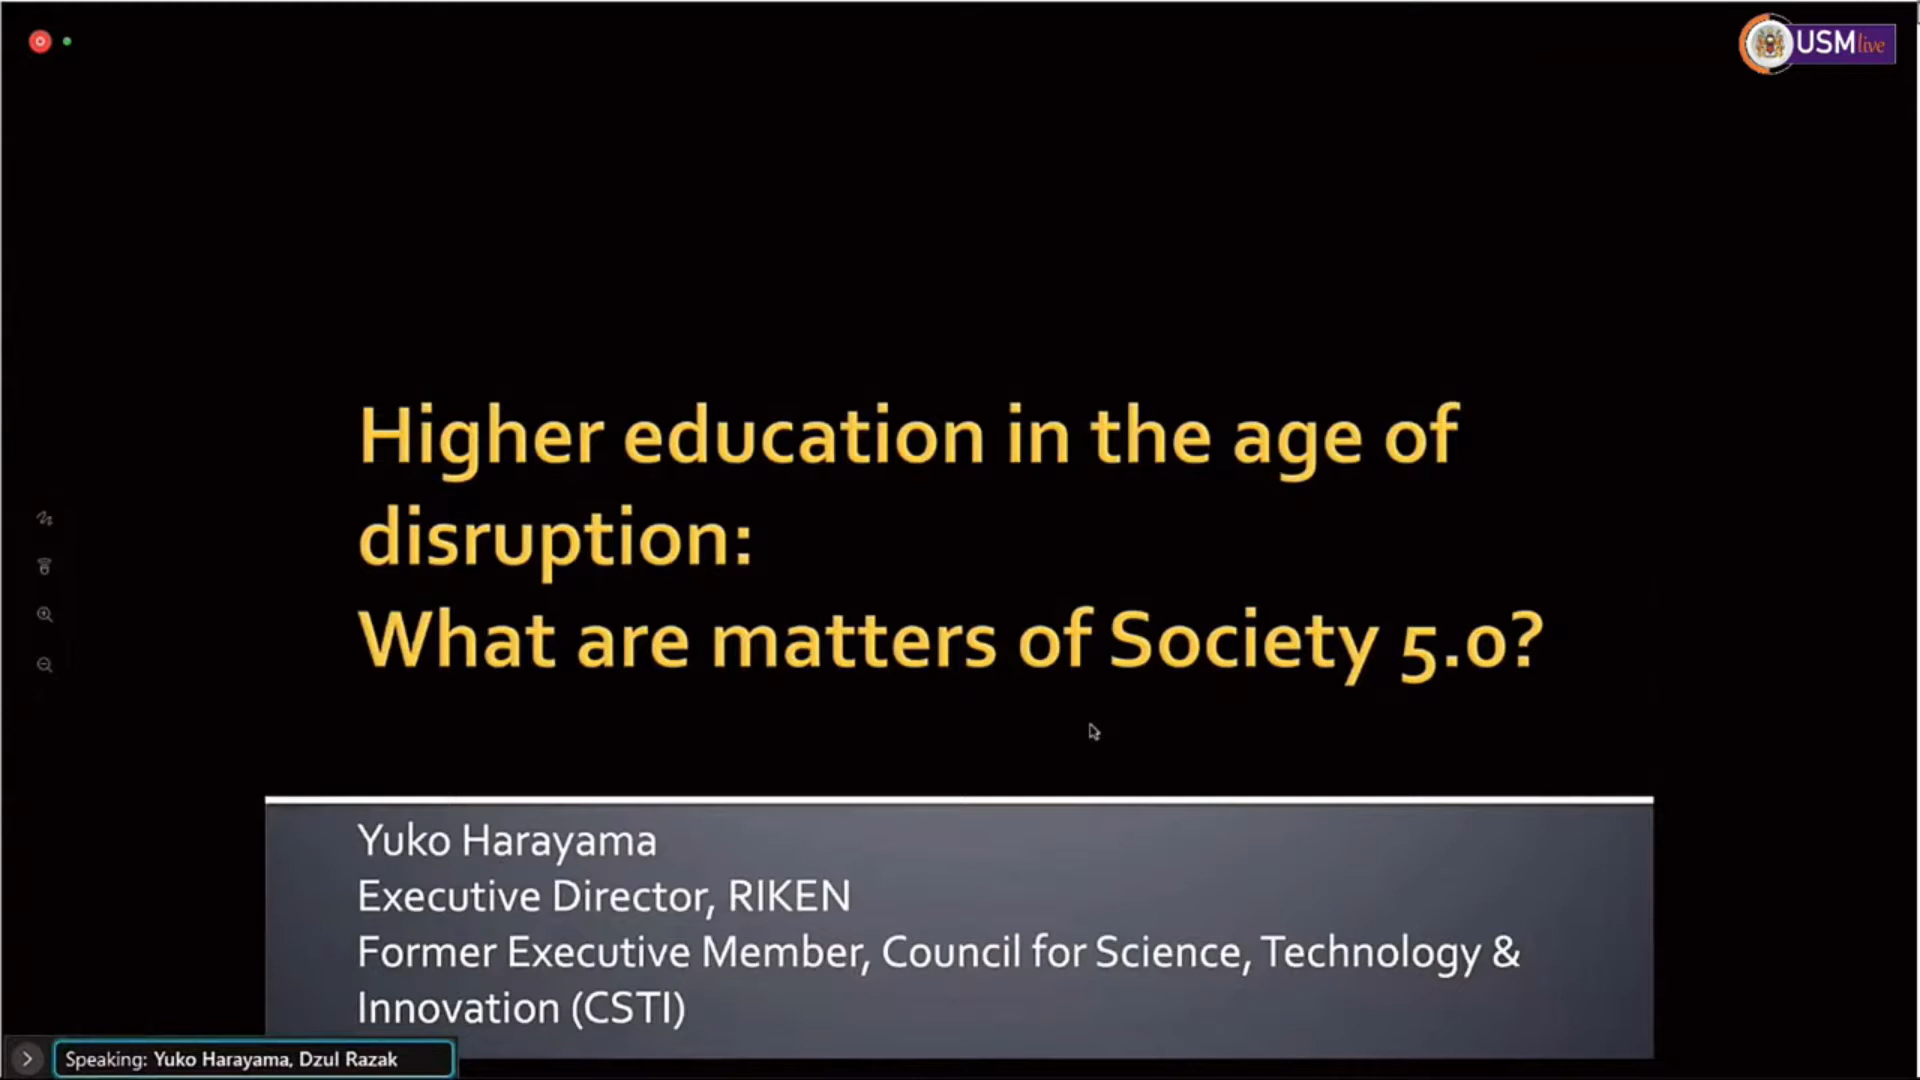 USMlive
Higher education in the age of
disruption:
What are matters of Society 5.0?
Yuko Harayama
Executive Director, RIKEN
Former Executive Member, Council for Science, Technology &
Innovation (CSTI)
Speaking: Yuko Harayama, Dzul Razak